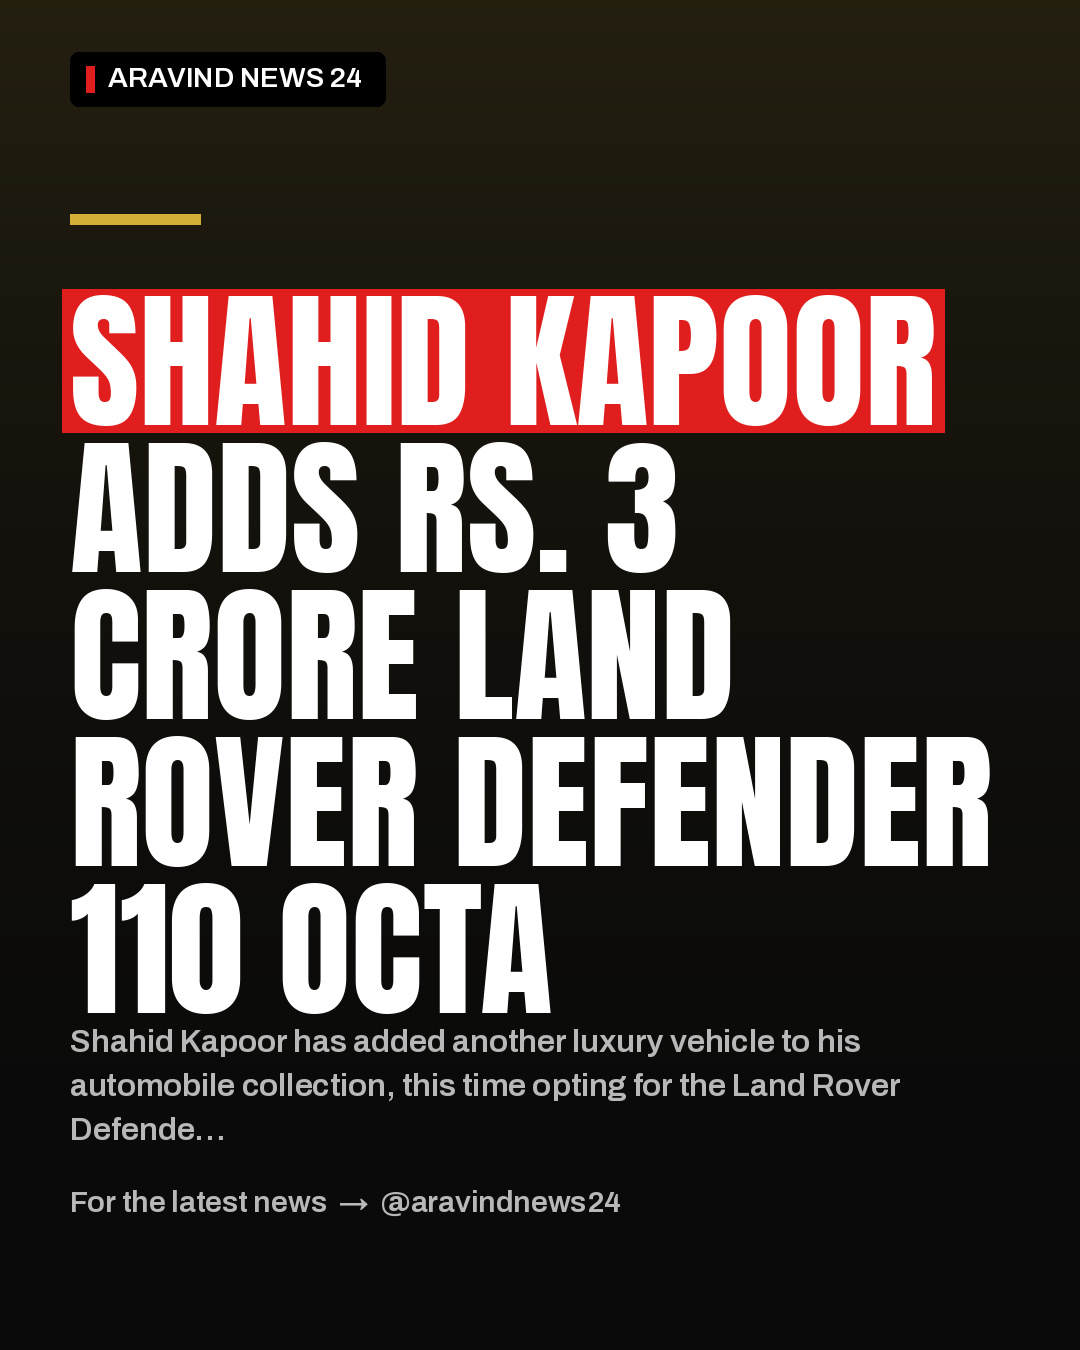 ARAVIND NEWS 24
SHAHID KAPOOR
ADDS RS. 3
CRORE LAND
ROVER DEFENDER
110 OCTA
Shahid Kapoor has added another luxury vehicle to his
automobile collection, this time opting for the Land Rover
Defende...
For the latest news → @aravindnews24